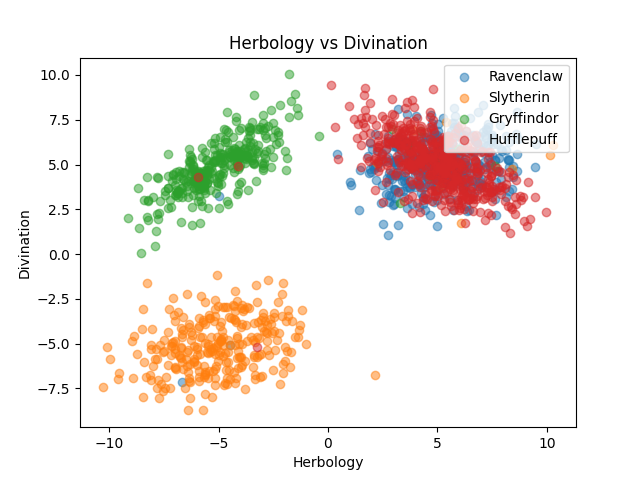 Herbology vs Divination
Ravenclaw
Slytherin
Gryffindor
Hufflepuff
10.0
7.5
5.0
2.5
0.0
−2.5
−5.0
−7.5
Divination
−10
−5
0
5
10
Herbology